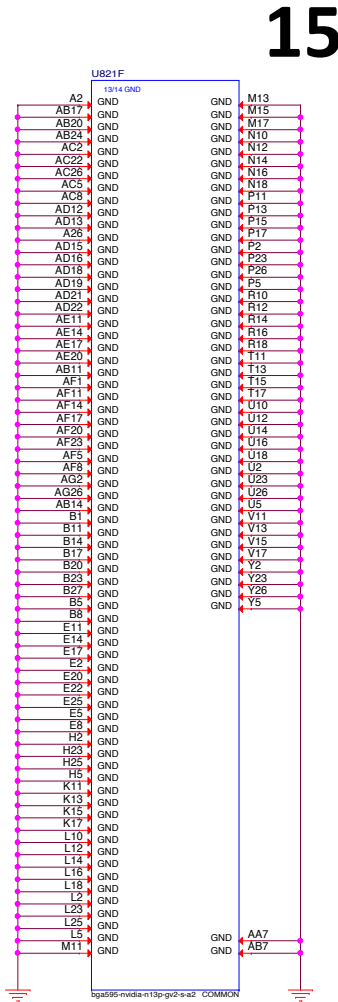 15
U821F
13/14 GND
A2 GND GND M13
AB17 GND GND M15
AB20 GND GND M17
AB24 GND GND N10
AC2 GND GND N12
AC22 GND GND N14
AC26 GND GND N16
AC5 GND GND N18
AC8 GND GND P11
AD12 GND GND P13
AD13 GND GND P15
A26 GND GND P17
AD15 GND GND P2
AD16 GND GND P23
AD18 GND GND P26
AD19 GND GND P5
AD21 GND GND R10
AD22 GND GND R12
AE11 GND GND R14
AE14 GND GND R16
AE17 GND GND R18
AE20 GND GND T11
AB11 GND GND T13
AF1 GND GND T15
AF11 GND GND T17
AF14 GND GND U10
AF17 GND GND U12
AF20 GND GND U14
AF23 GND GND U16
AF5 GND GND U18
AF8 GND GND U2
AG2 GND GND U23
AG26 GND GND U26
AB14 GND GND U5
B1 GND GND V11
B11 GND GND V13
B14 GND GND V15
B17 GND GND V17
B20 GND GND Y2
B23 GND GND Y23
B27 GND GND Y26
B5 GND GND Y5
B8 GND
E11 GND
E14 GND
E17 GND
E2 GND
E20 GND
E22 GND
E25 GND
E5 GND
E8 GND
H2 GND
H23 GND
H25 GND
H5 GND
K11 GND
K13 GND
K15 GND
K17 GND
L10 GND
L12 GND
L14 GND
L16 GND
L18 GND
L2 GND
L23 GND
L25 GND
L5 GND GND AA7
M11 GND GND AB7
bga595-nvidia-n13p-gv2-s-a2 COMMON